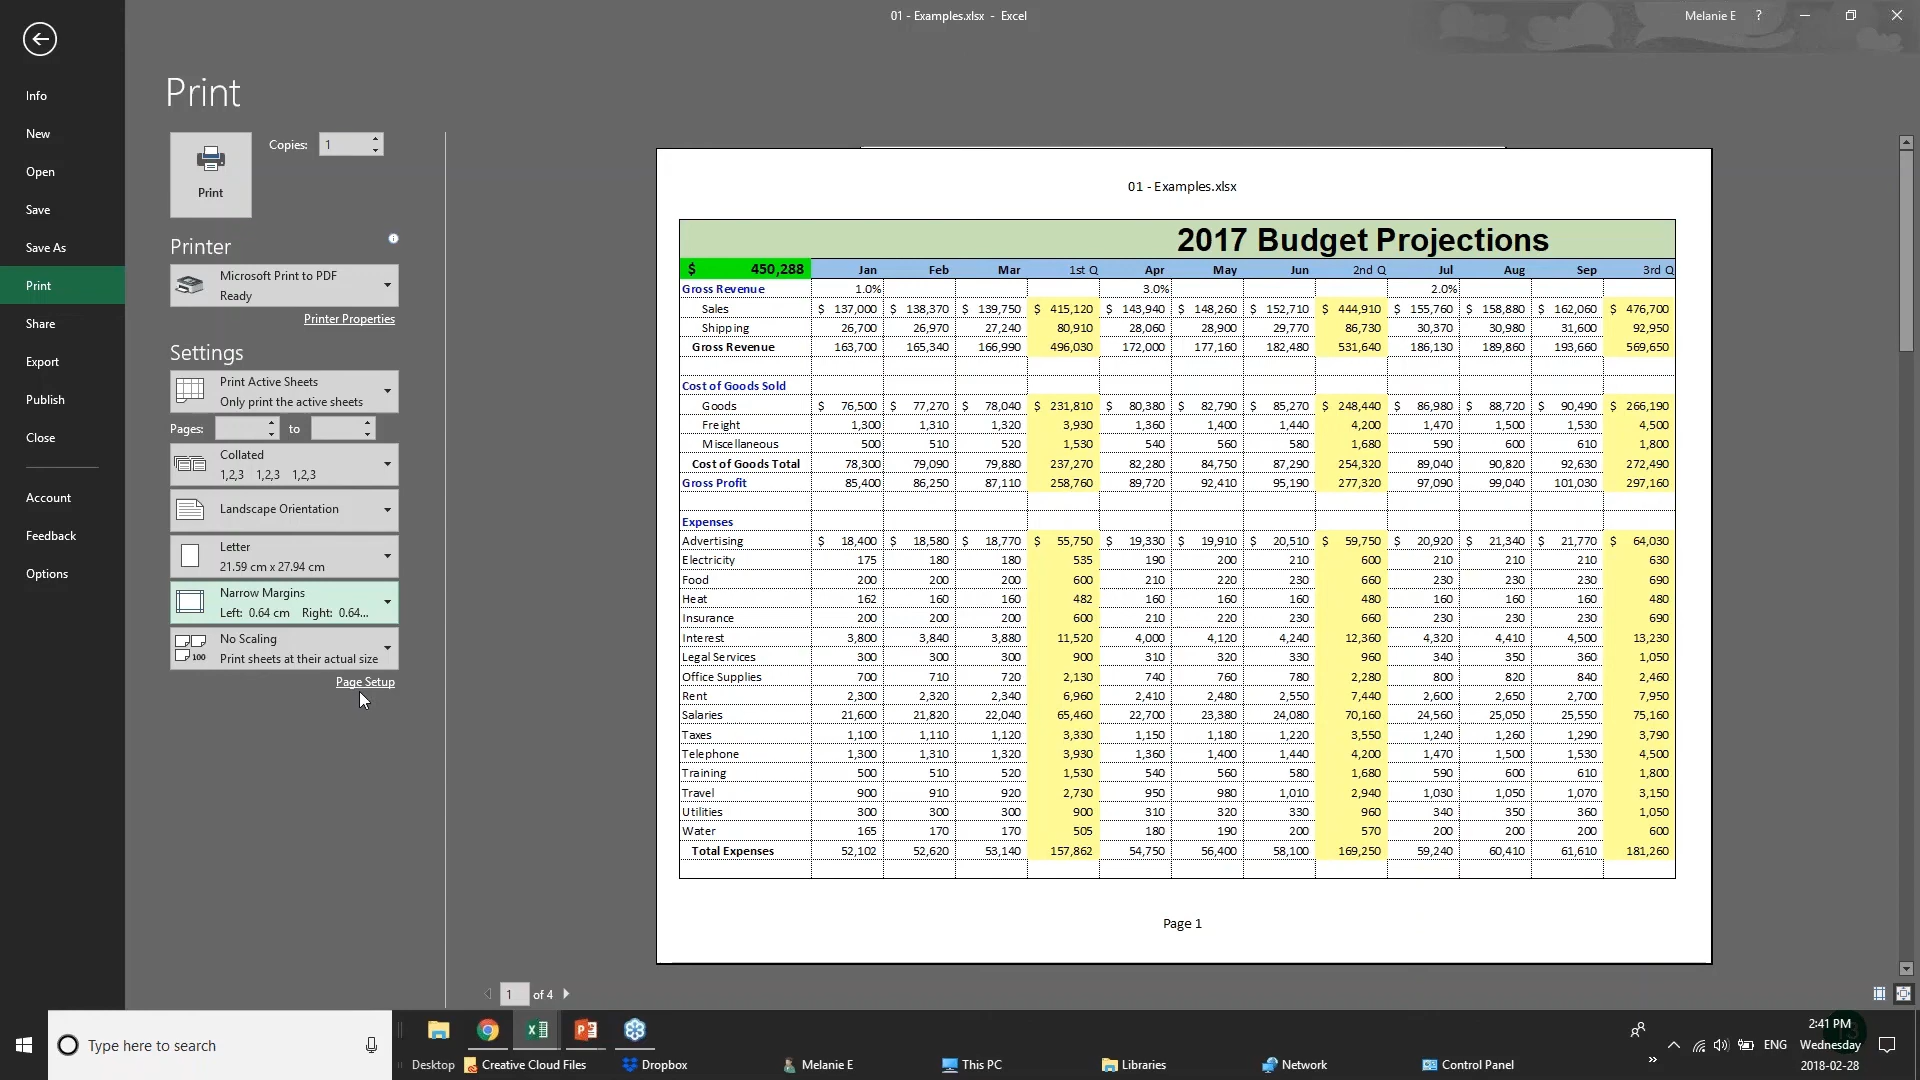 01 - Examples.xlsx - Excel
Melanie E ?
Info
New
Open
Save
Save As
Print
Share
Export
Publish
Close
Account
Feedback
Options
Print
Print
Copies: 1
Printer
Microsoft Print to PDF
Ready
Printer Properties
Settings
Print Active Sheets
Only print the active sheets
Pages: to
Collated
1,2,3 1,2,3 1,2,3
Landscape Orientation
Letter
21.59 cm x 27.94 cm
Narrow Margins
Left: 0.64 cm Right: 0.64...
No Scaling
100 Print sheets at their actual size
Page Setup
01 - Examples.xlsx
2017 Budget Projections
$ 450,288 Jan Feb Mar 1st Q Apr May Jun 2nd Q Jul Aug Sep 3rd Q
Gross Revenue 1.0% 3.0% 2.0%
Sales $ 137,000 $ 138,370 $ 139,750 $ 415,120 $ 143,940 $ 148,260 $ 152,710 $ 444,910 $ 155,760 $ 158,880 $ 162,060 $ 476,700
Shipping 26,700 26,970 27,240 80,910 28,060 28,900 29,770 86,730 30,370 30,980 31,600 92,950
Gross Revenue 163,700 165,340 166,990 496,030 172,000 177,160 182,480 531,640 186,130 189,860 193,660 569,650
Cost of Goods Sold
Goods $ 76,500 $ 77,270 $ 78,040 $ 231,810 $ 80,380 $ 82,790 $ 85,270 $ 248,440 $ 86,980 $ 88,720 $ 90,490 $ 266,190
Freight 1,300 1,310 1,320 3,930 1,360 1,400 1,440 4,200 1,470 1,500 1,530 4,500
Miscellaneous 500 510 520 1,530 540 560 580 1,680 590 600 610 1,800
Cost of Goods Total 78,300 79,090 79,880 237,270 82,280 84,750 87,290 254,320 89,040 90,820 92,630 272,490
Gross Profit 85,400 86,250 87,110 258,760 89,720 92,410 95,190 277,320 97,090 99,040 101,030 297,160
Expenses
Advertising $ 18,400 $ 18,580 $ 18,770 $ 55,750 $ 19,330 $ 19,910 $ 20,510 $ 59,750 $ 20,920 $ 21,340 $ 21,770 $ 64,030
Electricity 175 180 180 535 190 200 210 600 210 210 210 630
Food 200 200 200 600 210 220 230 660 230 230 230 690
Heat 162 160 160 482 160 160 160 480 160 160 160 480
Insurance 200 200 200 600 210 220 230 660 230 230 230 690
Interest 3,800 3,840 3,880 11,520 4,000 4,120 4,240 12,360 4,320 4,410 4,500 13,230
Legal Services 300 300 300 900 310 320 330 960 340 350 360 1,050
Office Supplies 700 710 720 2,130 740 760 780 2,280 800 820 840 2,460
Rent 2,300 2,320 2,340 6,960 2,410 2,480 2,550 7,440 2,600 2,650 2,700 7,950
Salaries 21,600 21,820 22,040 65,460 22,700 23,380 24,080 70,160 24,560 25,050 25,550 75,160
Taxes 1,100 1,110 1,120 3,330 1,150 1,180 1,220 3,550 1,240 1,260 1,290 3,790
Telephone 1,300 1,310 1,320 3,930 1,360 1,400 1,440 4,200 1,470 1,500 1,530 4,500
Training 500 510 520 1,530 540 560 580 1,680 590 600 610 1,800
Travel 900 910 920 2,730 950 980 1,010 2,940 1,030 1,050 1,070 3,150
Utilities 300 300 300 900 310 320 330 960 340 350 360 1,050
Water 165 170 170 505 180 190 200 570 200 200 200 600
Total Expenses 52,102 52,620 53,140 157,862 54,750 56,400 58,100 169,250 59,240 60,410 61,610 181,260
Page 1
1 of 4
Type here to search
Desktop Creative Cloud Files Dropbox Melanie E This PC Libraries Network Control Panel
ENG
2:41 PM
Wednesday
2018-02-28